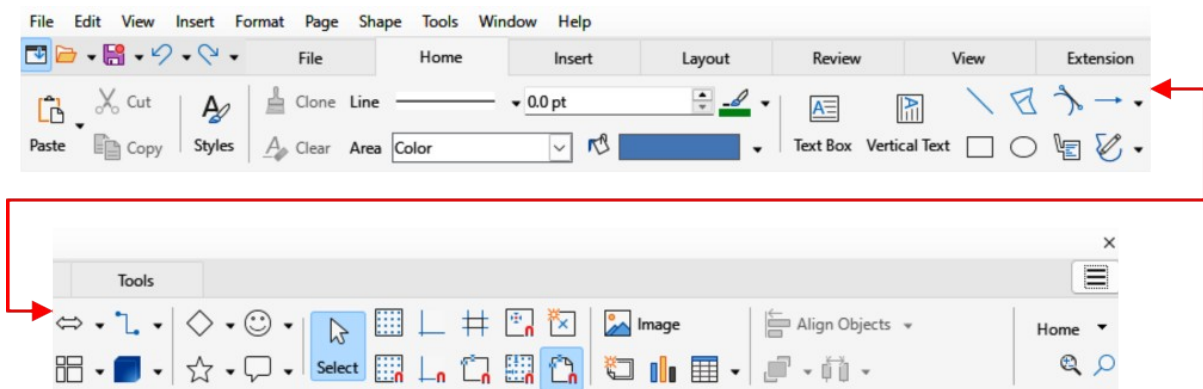 File Edit View Insert Format Page Shape Tools Window Help
File Home Insert Layout Review View Extension
Cut Clone Line 0.0 pt
Paste Copy Styles Clear Area Color Text Box Vertical Text
Tools
Image Align Objects Home
Select